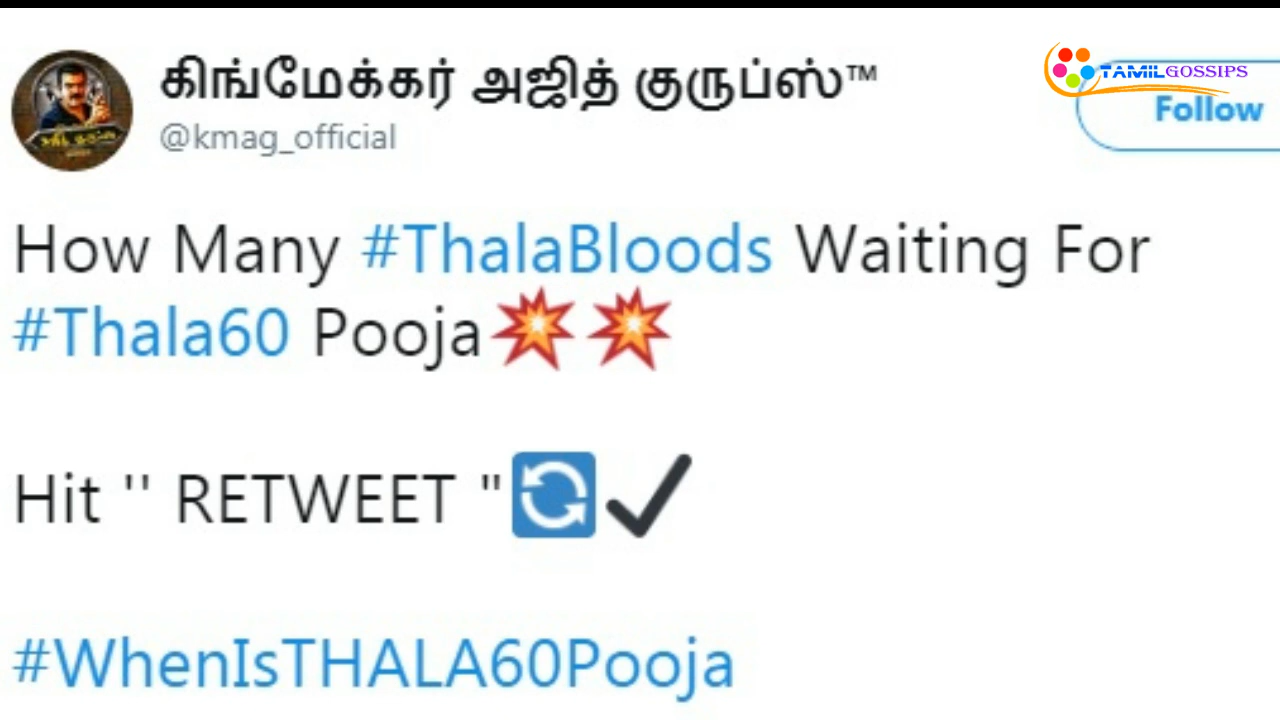 கிங்மேக்கர் அஜித் குருப்ஸ்™
TAMILGOSSIPS
@kmag_official
Follow
How Many #ThalaBloods Waiting For
#Thala60 Pooja💥💥
Hit '' RETWEET "🔄✔
#WhenIsTHALA60Pooja